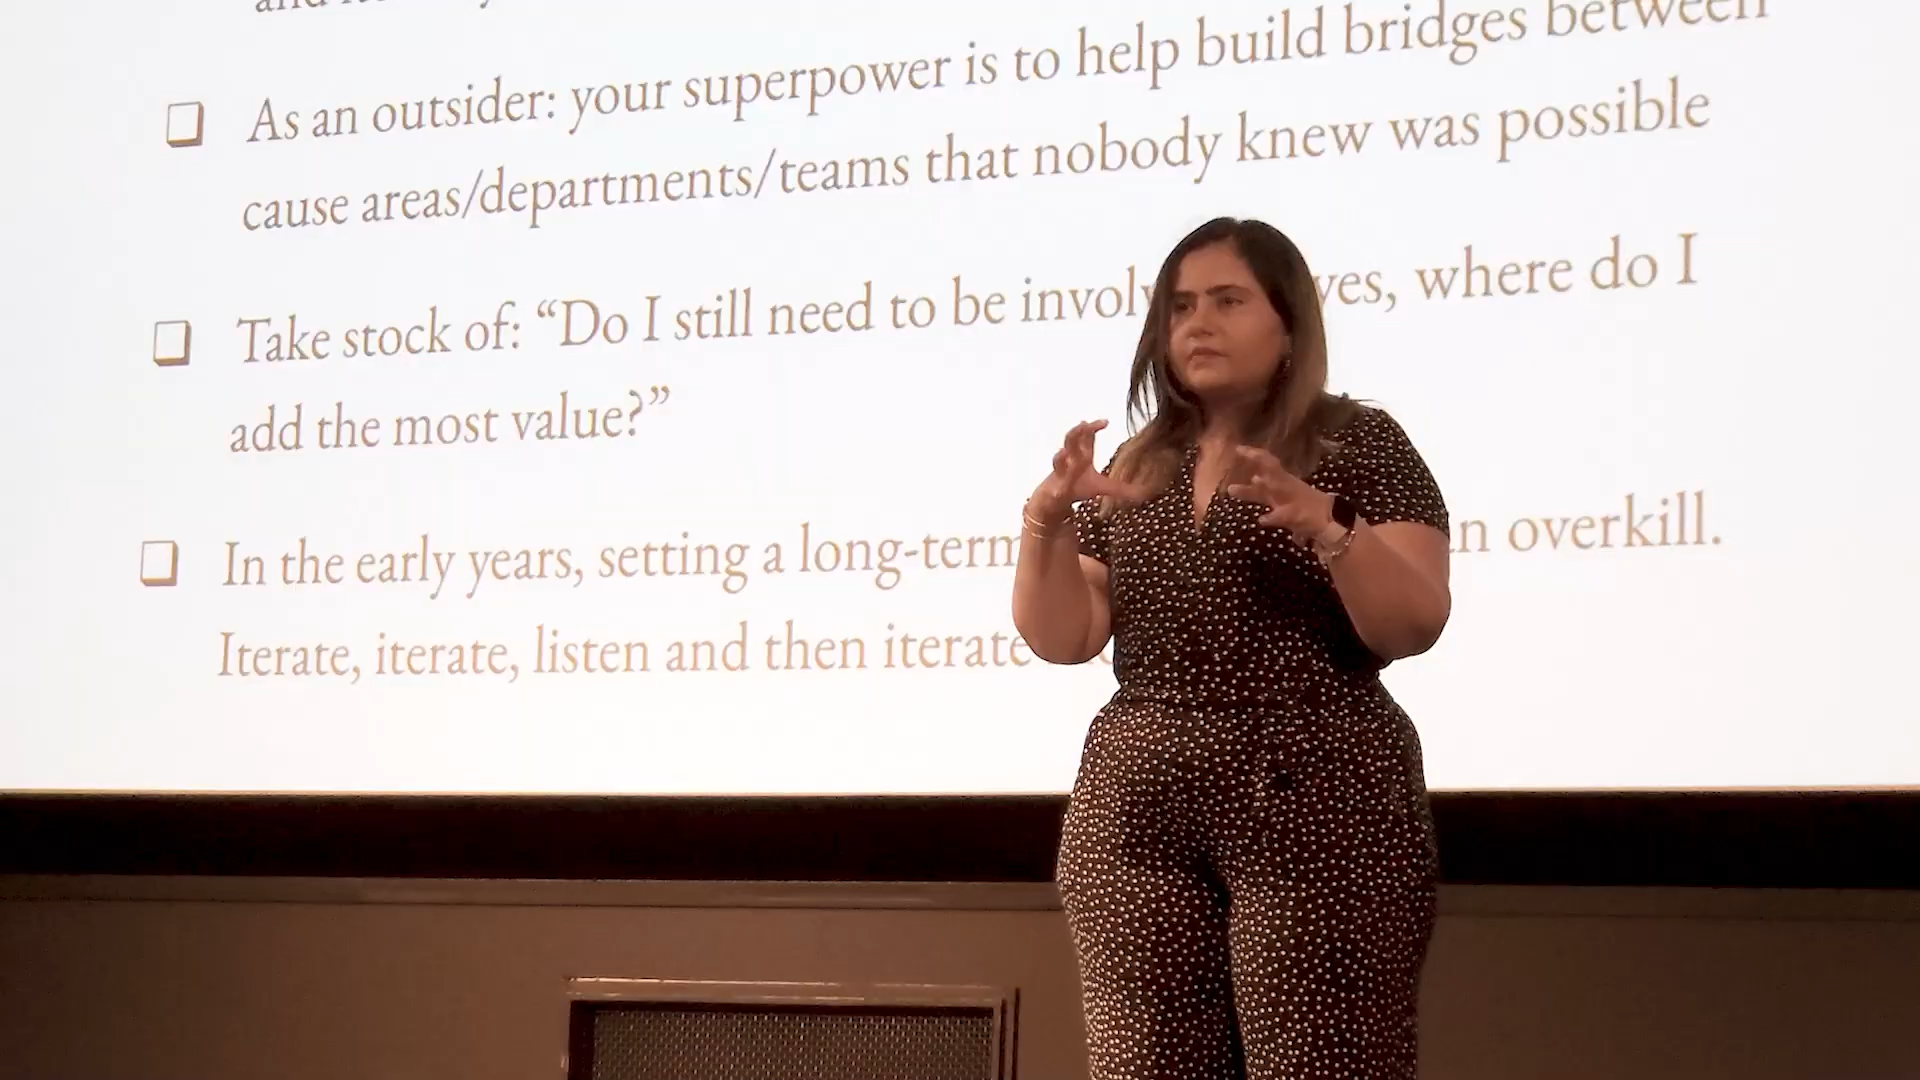 As an outsider: your superpower is to help build bridges between
cause areas/departments/teams that nobody knew was possible
Take stock of: “Do I still need to be yes, where do I
add the most value?”
In the early years, setting a long-term overkill.
Iterate, iterate, listen and then iterate